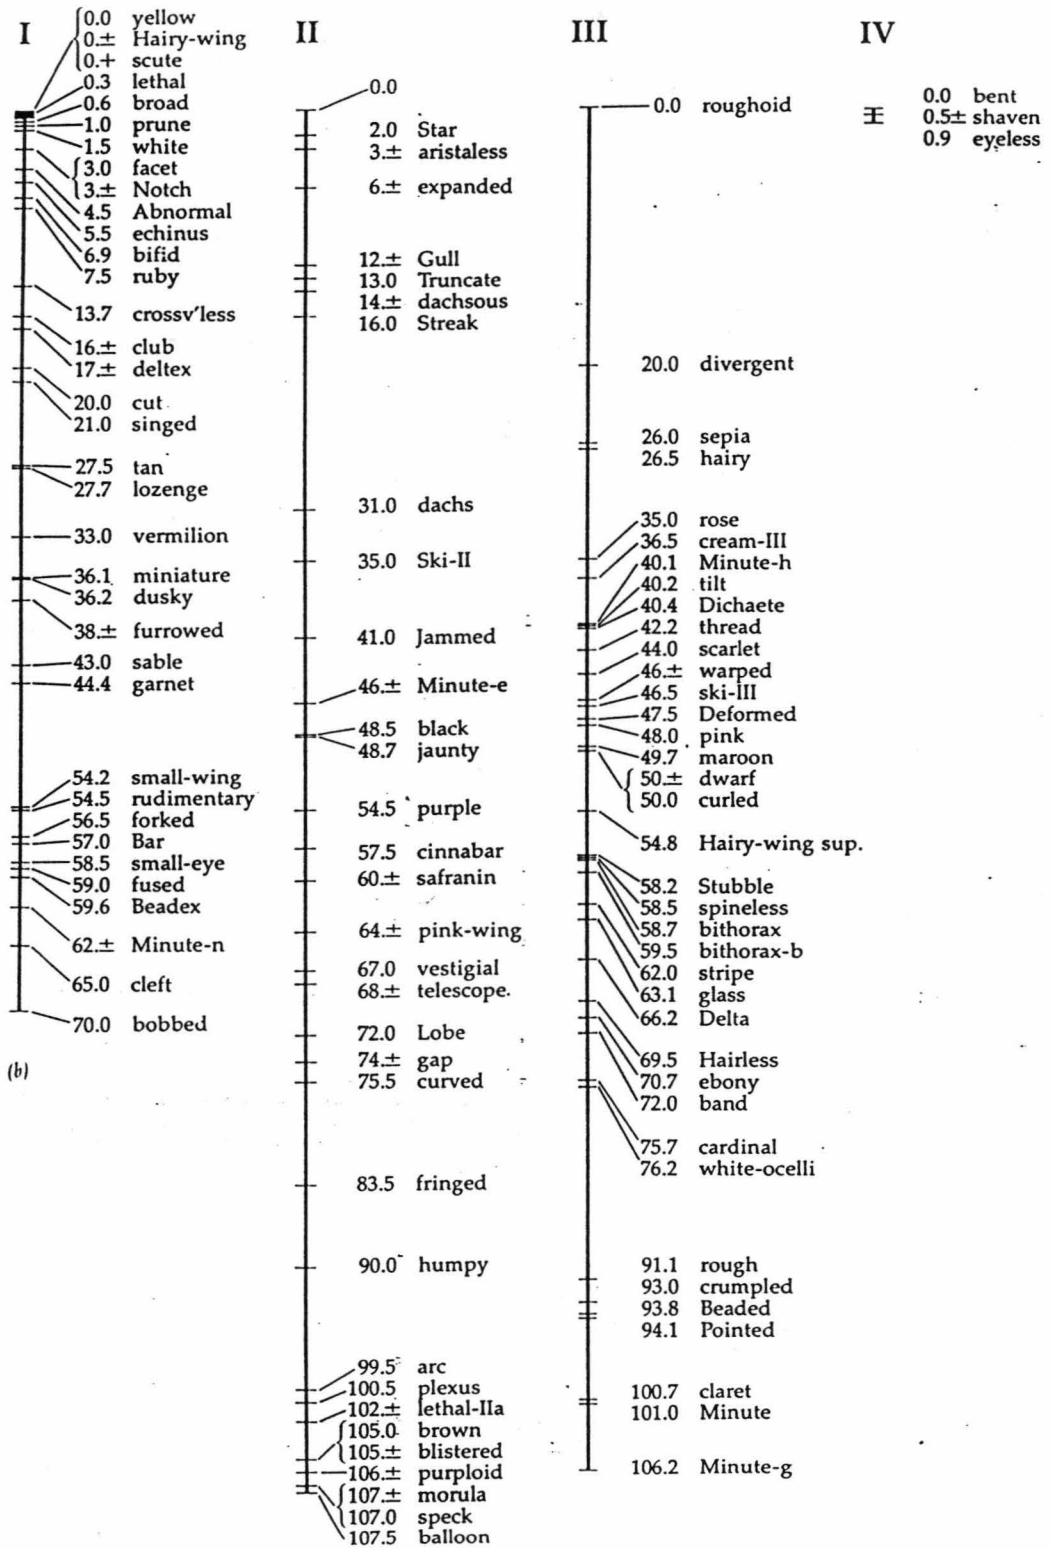 I
0.0 yellow
0.± Hairy-wing
0.+ scute
0.3 lethal
0.6 broad
1.0 prune
1.5 white
3.0 facet
3.± Notch
4.5 Abnormal
5.5 echinus
6.9 bifid
7.5 ruby
13.7 crossv'less
16.± club
17.± deltex
20.0 cut
21.0 singed
27.5 tan
27.7 lozenge
33.0 vermilion
36.1 miniature
36.2 dusky
38.± furrowed
43.0 sable
44.4 garnet
54.2 small-wing
54.5 rudimentary
56.5 forked
57.0 Bar
58.5 small-eye
59.0 fused
59.6 Beadex
62.± Minute-n
65.0 cleft
70.0 bobbed
(b)
II
0.0
2.0 Star
3.± aristaless
6.± expanded
12.± Gull
13.0 Truncate
14.± dachsous
16.0 Streak
31.0 dachs
35.0 Ski-II
41.0 Jammed
46.± Minute-e
48.5 black
48.7 jaunty
54.5 purple
57.5 cinnabar
60.± safranin
64.± pink-wing
67.0 vestigial
68.± telescope.
72.0 Lobe
74.± gap
75.5 curved
83.5 fringed
90.0 humpy
99.5 arc
100.5 plexus
102.± lethal-IIa
105.0 brown
105.± blistered
106.± purploid
107.± morula
107.0 speck
107.5 balloon
III
0.0 roughoid
20.0 divergent
26.0 sepia
26.5 hairy
35.0 rose
36.5 cream-III
40.1 Minute-h
40.2 tilt
40.4 Dichaete
42.2 thread
44.0 scarlet
46.± warped
46.5 ski-III
47.5 Deformed
48.0 pink
49.7 maroon
50.± dwarf
50.0 curled
54.8 Hairy-wing sup.
58.2 Stubble
58.5 spineless
58.7 bithorax
59.5 bithorax-b
62.0 stripe
63.1 glass
66.2 Delta
69.5 Hairless
70.7 ebony
72.0 band
75.7 cardinal
76.2 white-ocelli
91.1 rough
93.0 crumpled
93.8 Beaded
94.1 Pointed
100.7 claret
101.0 Minute
106.2 Minute-g
IV
0.0 bent
0.5± shaven
0.9 eyeless